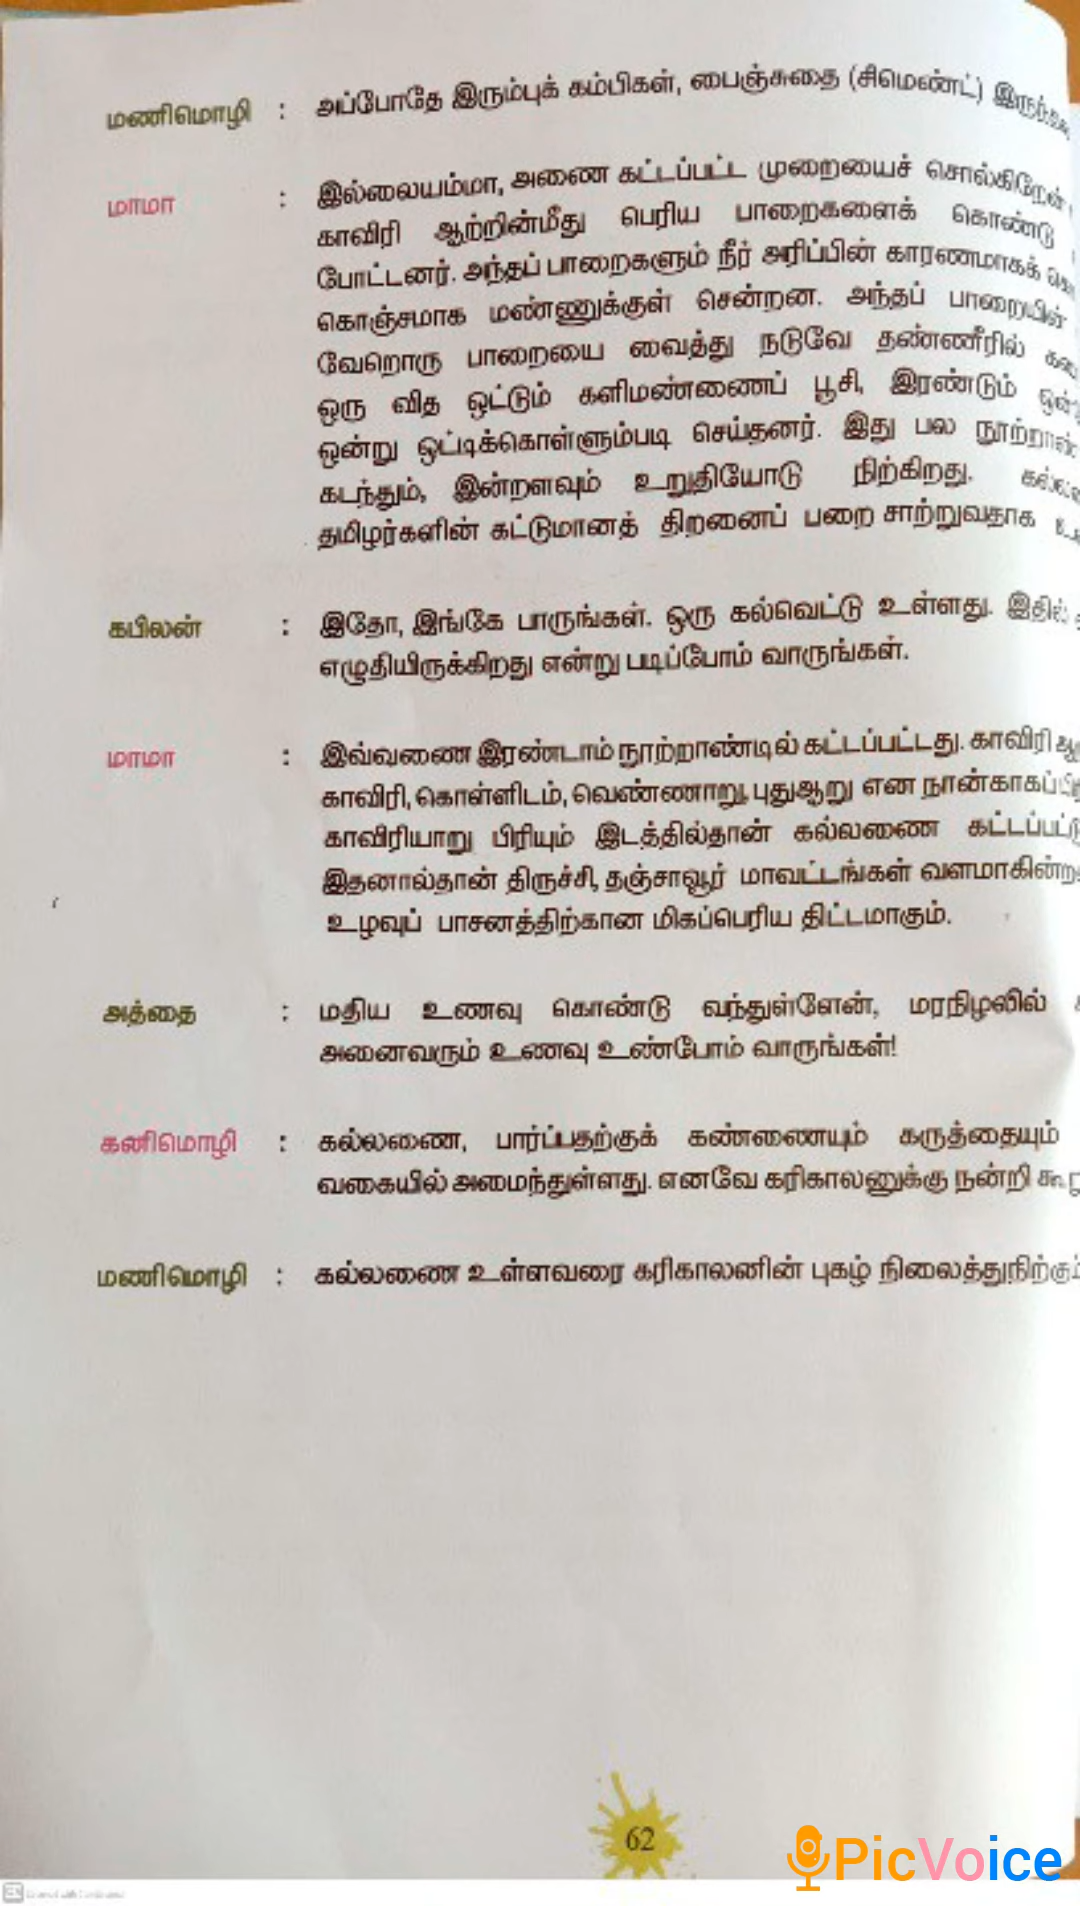 மணிமொழி : அப்போதே இரும்புக் கம்பிகள், பைஞ்சுதை (சிமெண்ட்)
மாமா : இல்லையம்மா, அணை கட்டப்பட்ட முறையைச் சொல்கிறேன்
காவிரி ஆற்றின்மீது பெரிய பாறைகளைக் கொண்டு
போட்டனர். அந்தப் பாறைகளும் நீர் அரிப்பின் காரணமாகக்
கொஞ்சமாக மண்ணுக்குள் சென்றன. அந்தப் பாறையின்
வேறொரு பாறையை வைத்து நடுவே தண்ணீரில்
ஒரு வித ஒட்டும் களிமண்ணைப் பூசி, இரண்டும்
ஒன்று ஒட்டிக்கொள்ளும்படி செய்தனர். இது பல
கடந்தும், இன்றளவும் உறுதியோடு நிற்கிறது.
தமிழர்களின் கட்டுமானத் திறனைப் பறை சாற்றுவதாக
கபிலன் : இதோ, இங்கே பாருங்கள். ஒரு கல்வெட்டு உள்ளது. இதில்
எழுதியிருக்கிறது என்று படிப்போம் வாருங்கள்.
மாமா : இவ்வணை இரண்டாம் நூற்றாண்டில் கட்டப்பட்டது. காவிரி
காவிரி, கொள்ளிடம், வெண்ணாறு, புதுஆறு என
காவிரியாறு பிரியும் இடத்தில்தான் கல்லணை
இதனால்தான் திருச்சி, தஞ்சாவூர் மாவட்டங்கள்
உழவுப் பாசனத்திற்கான மிகப்பெரிய திட்டமாகும்.
அத்தை : மதிய உணவு கொண்டு வந்துள்ளேன், மரநிழலில்
அனைவரும் உணவு உண்போம் வாருங்கள்!
கனிமொழி : கல்லணை, பார்ப்பதற்குக் கண்ணையும் கருத்தையும்
வகையில் அமைந்துள்ளது. எனவே கரிகாலனுக்கு நன்றி
மணிமொழி : கல்லணை உள்ளவரை கரிகாலனின் புகழ்
62
PicVoice